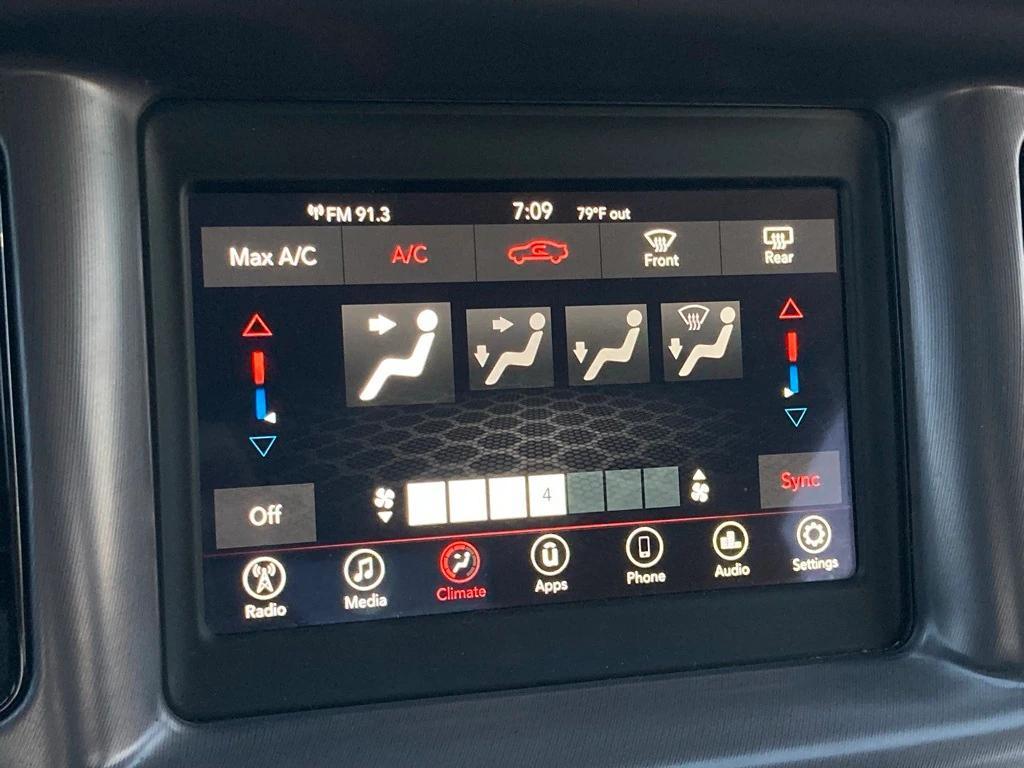 FM 91.3 7:09 79°F out
Max A/C A/C Front Rear
4
Off Sync
Radio Media Climate Apps Phone Audio Settings